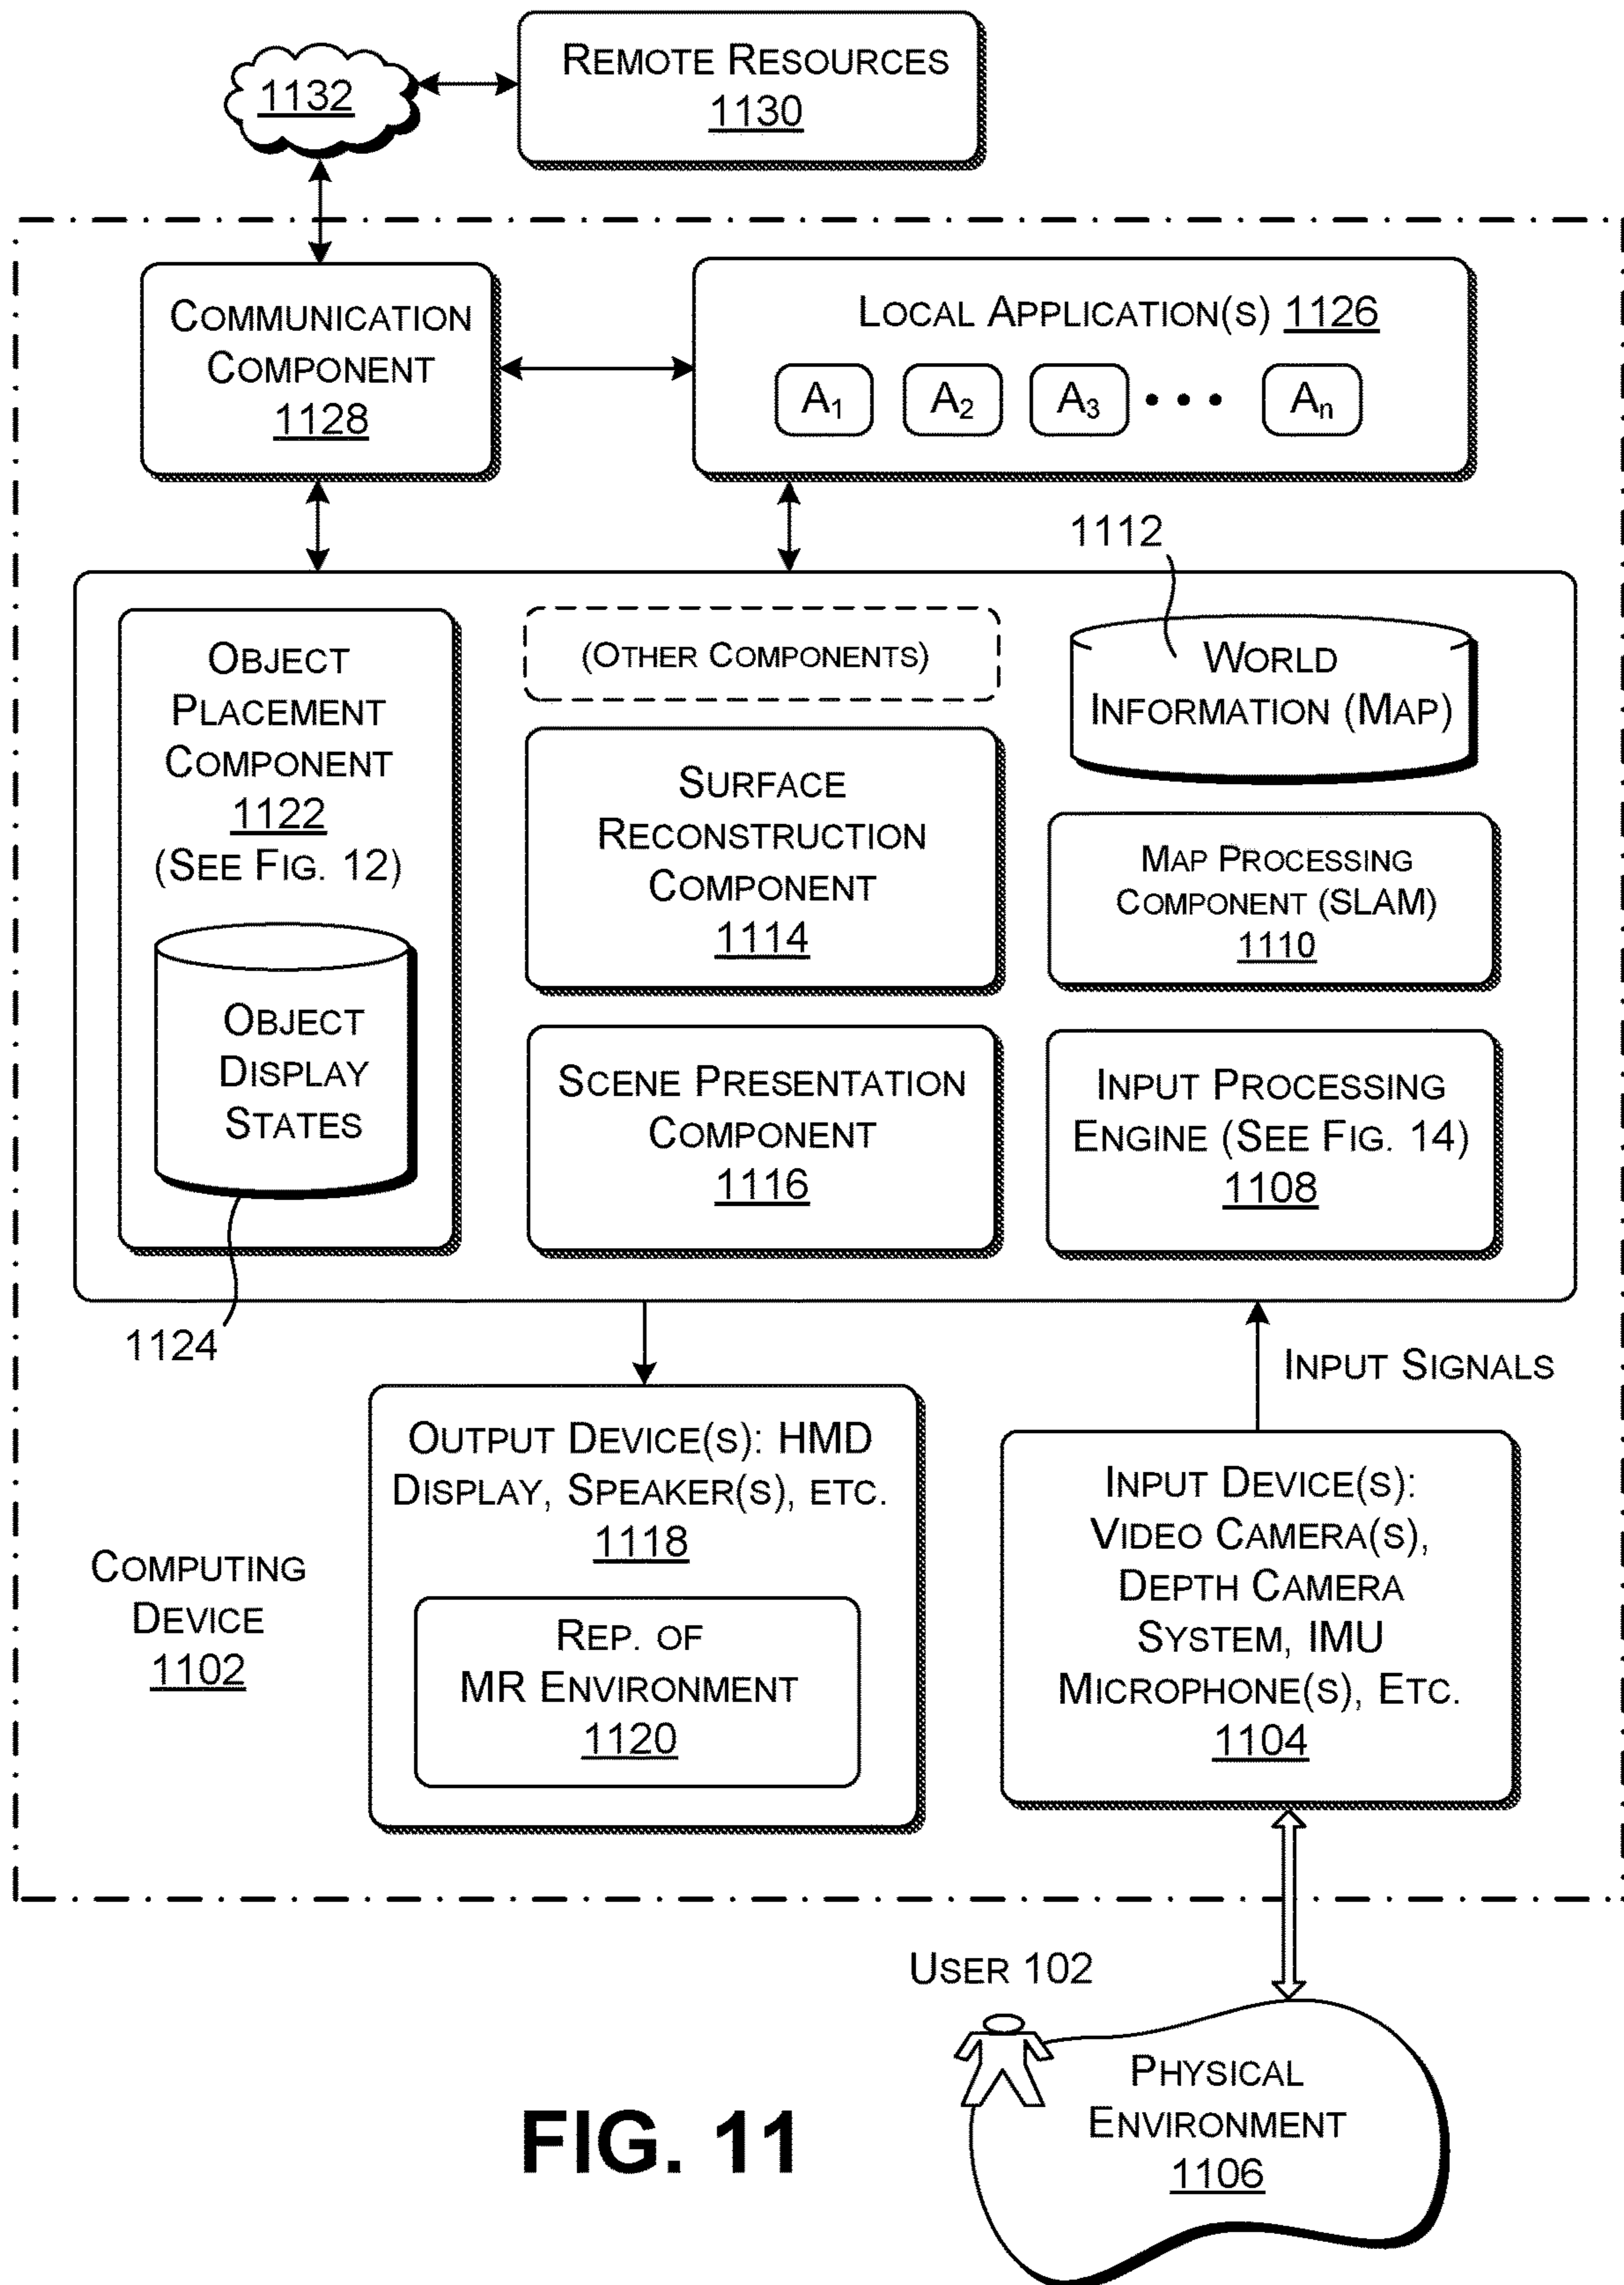 1132
REMOTE RESOURCES
1130
COMMUNICATION
COMPONENT
1128
LOCAL APPLICATION(S) 1126
A1 A2 A3 • • • An
1112
OBJECT
PLACEMENT
COMPONENT
1122
(SEE FIG. 12)
OBJECT
DISPLAY
STATES
1124
(OTHER COMPONENTS)
SURFACE
RECONSTRUCTION
COMPONENT
1114
SCENE PRESENTATION
COMPONENT
1116
WORLD
INFORMATION (MAP)
MAP PROCESSING
COMPONENT (SLAM)
1110
INPUT PROCESSING
ENGINE (SEE FIG. 14)
1108
INPUT SIGNALS
OUTPUT DEVICE(S): HMD
DISPLAY, SPEAKER(S), ETC.
1118
REP. OF
MR ENVIRONMENT
1120
COMPUTING
DEVICE
1102
INPUT DEVICE(S):
VIDEO CAMERA(S),
DEPTH CAMERA
SYSTEM, IMU
MICROPHONE(S), ETC.
1104
USER 102
PHYSICAL
ENVIRONMENT
1106
FIG. 11